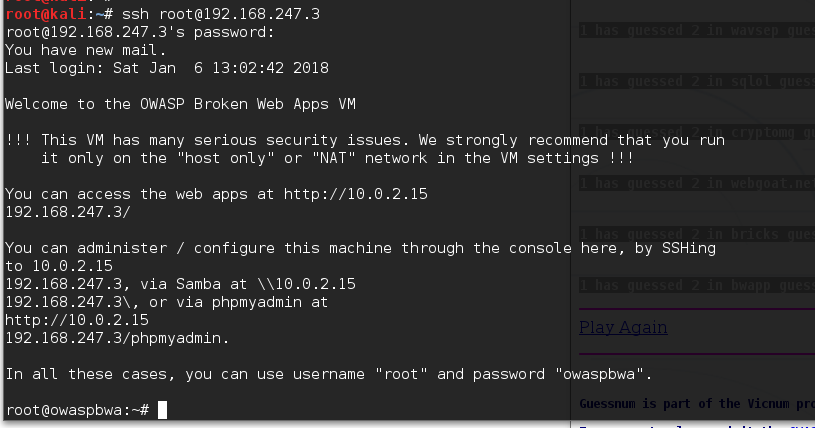 root@kali:~# ssh root@192.168.247.3
root@192.168.247.3's password:
You have new mail.
Last login: Sat Jan  6 13:02:42 2018
Welcome to the OWASP Broken Web Apps VM
!!! This VM has many serious security issues. We strongly recommend that you run
it only on the "host only" or "NAT" network in the VM settings !!!
You can access the web apps at http://10.0.2.15
192.168.247.3/
You can administer / configure this machine through the console here, by SSHing
to 10.0.2.15
192.168.247.3, via Samba at \\10.0.2.15
192.168.247.3\, or via phpmyadmin at
http://10.0.2.15
192.168.247.3/phpmyadmin.
In all these cases, you can use username "root" and password "owaspbwa".
root@owaspbwa:~#
1 has guessed 2 in wavsep gues
1 has guessed 2 in sqlol gues
1 has guessed 2 in cryptomg gu
1 has guessed 2 in webgoat.ne
1 has guessed 2 in bricks gue
1 has guessed 2 in bwapp gues
Play Again
Guessnum is part of the Vicnum pro